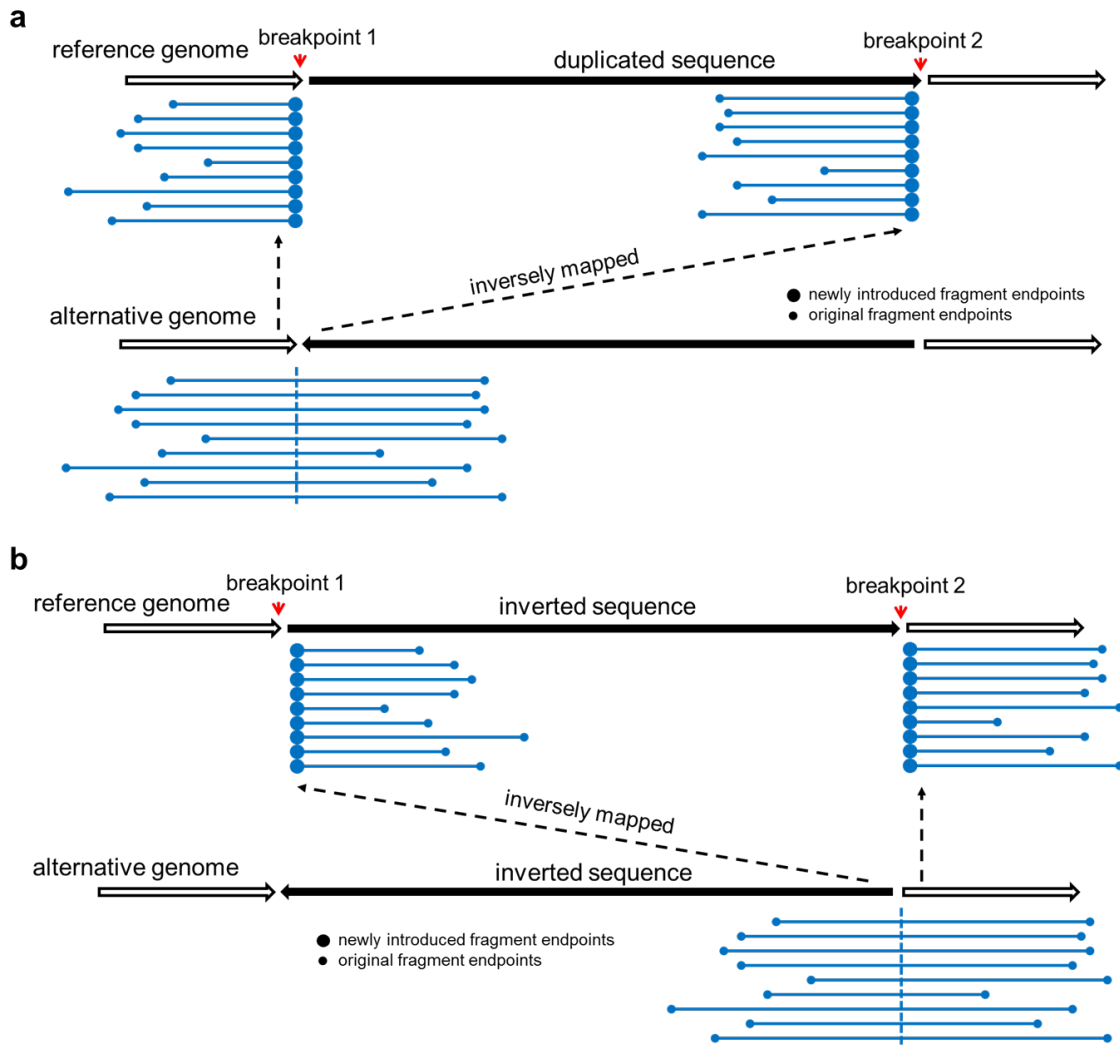 a
breakpoint 1
breakpoint 2
reference genome
duplicated sequence
inversely mapped
newly introduced fragment endpoints
original fragment endpoints
alternative genome
b
breakpoint 1
breakpoint 2
reference genome
inverted sequence
inversely mapped
alternative genome
inverted sequence
newly introduced fragment endpoints
original fragment endpoints